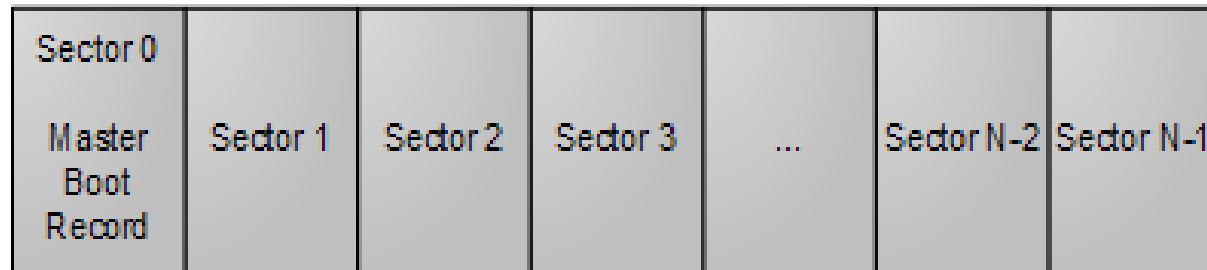 Sector 0
Master
Boot
Record
Sector 1
Sector 2
Sector 3
...
Sector N-2
Sector N-1